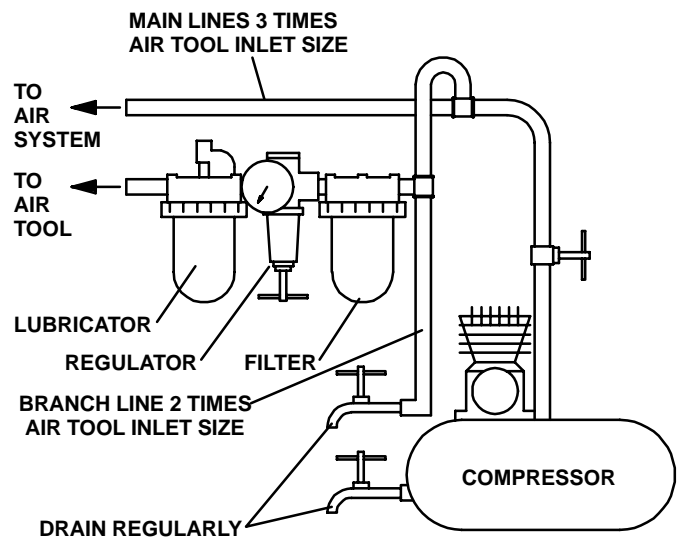 MAIN LINES 3 TIMES
AIR TOOL INLET SIZE
TO
AIR
SYSTEM
TO
AIR
TOOL
LUBRICATOR
REGULATOR
FILTER
BRANCH LINE 2 TIMES
AIR TOOL INLET SIZE
COMPRESSOR
DRAIN REGULARLY